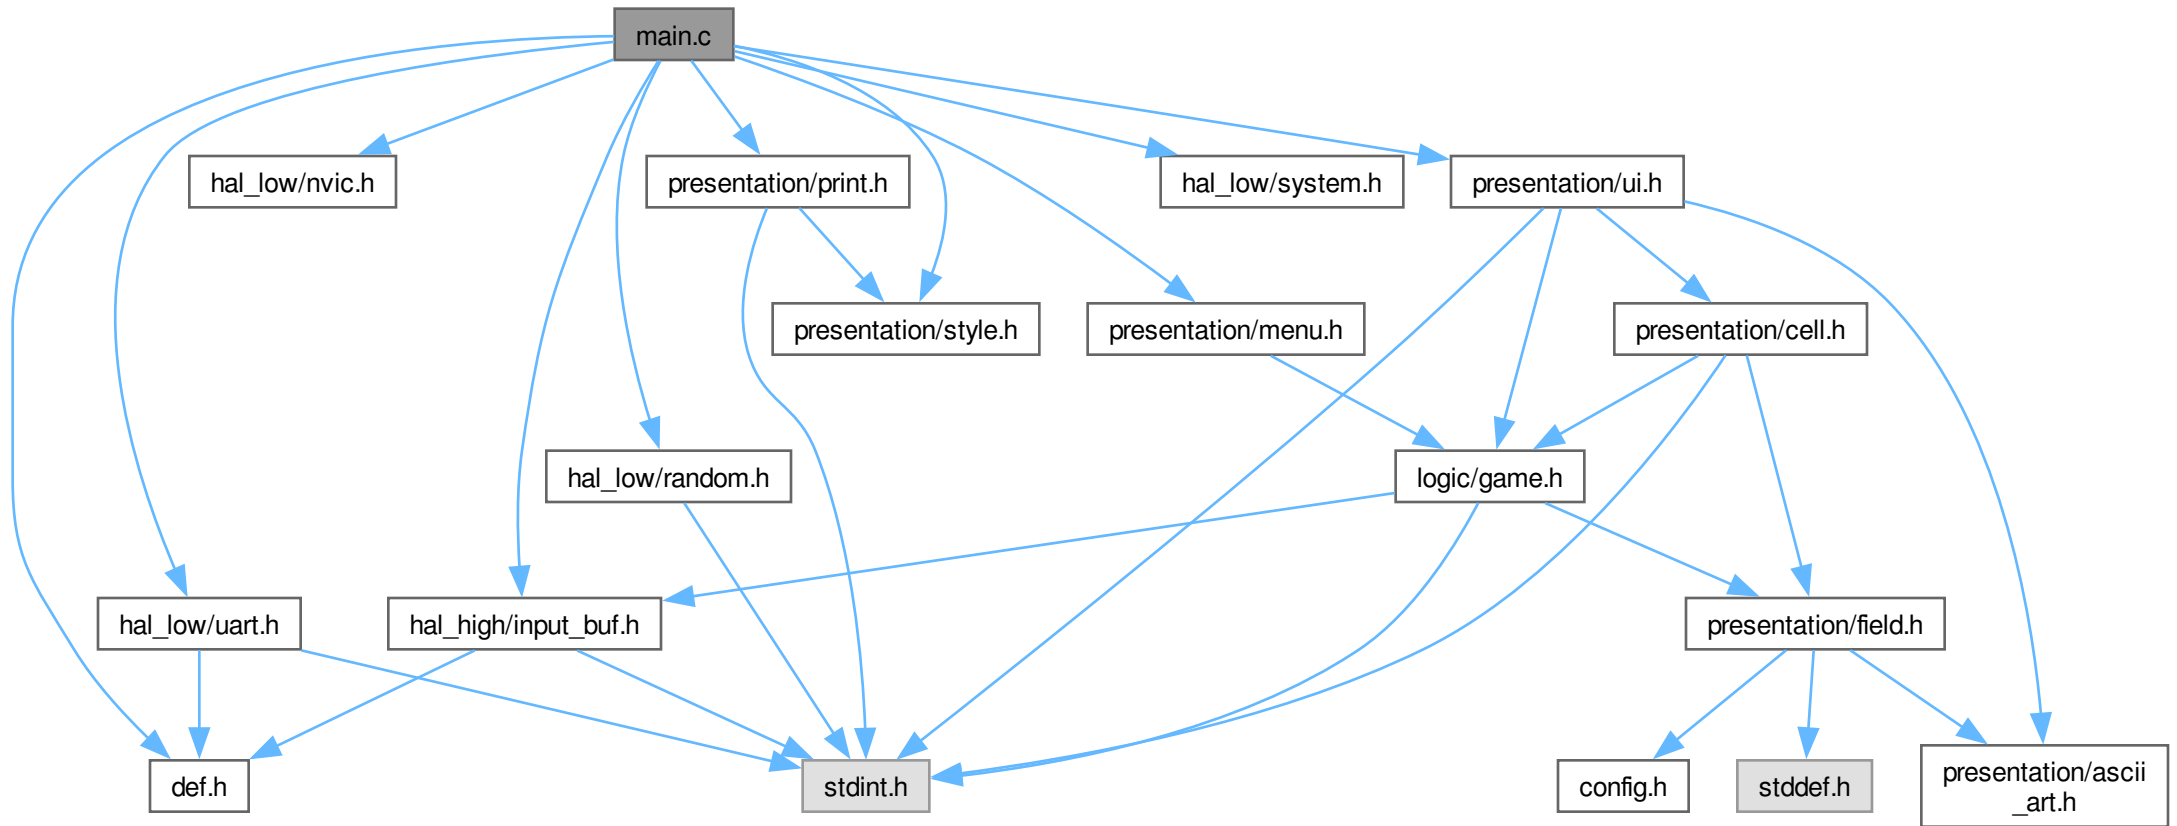 main.c
hal_low/nvic.h
presentation/print.h
hal_low/system.h
presentation/ui.h
presentation/style.h
presentation/menu.h
presentation/cell.h
hal_low/random.h
logic/game.h
hal_low/uart.h
hal_high/input_buf.h
presentation/field.h
def.h
stdint.h
config.h
stddef.h
presentation/ascii
_art.h